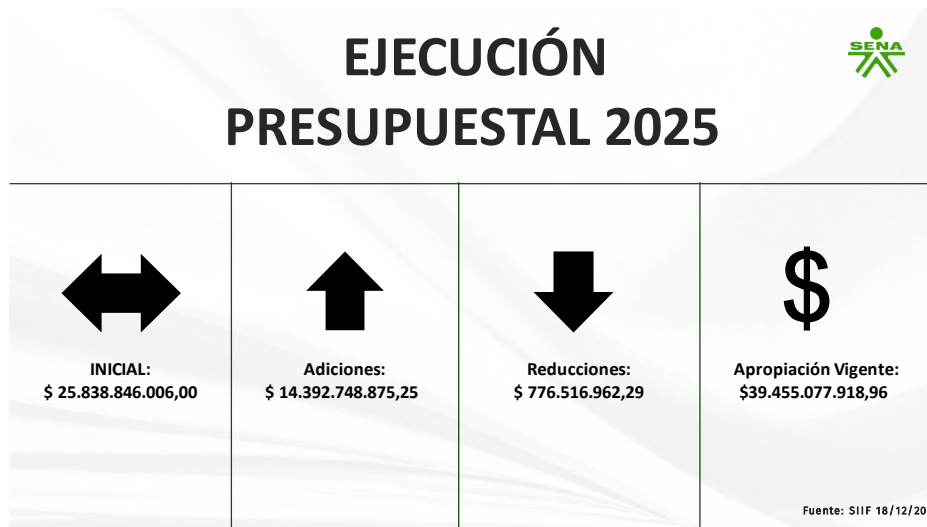 EJECUCIÓN
PRESUPUESTAL 2025
SENA
INICIAL:
$ 25.838.846.006,00
Adiciones:
$ 14.392.748.875,25
Reducciones:
$ 776.516.962,29
$
Apropiación Vigente:
$39.455.077.918,96
Fuente: SIIF 18/12/20